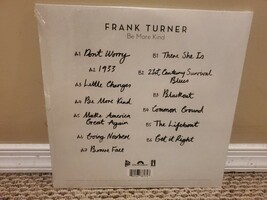 FRANK TURNER
Be More Kind
A1 Don't Worry
A2 1933
A3 Little Changes
A4 Be More Kind
A5 Make America
Great Again
A6 Going Nowhere
A7 Brave Face
B1 There She Is
B2 21st Century Survival
Blues
B3 Blackout
B4 Common Ground
B5 The Lifeboat
B6 Get it Right